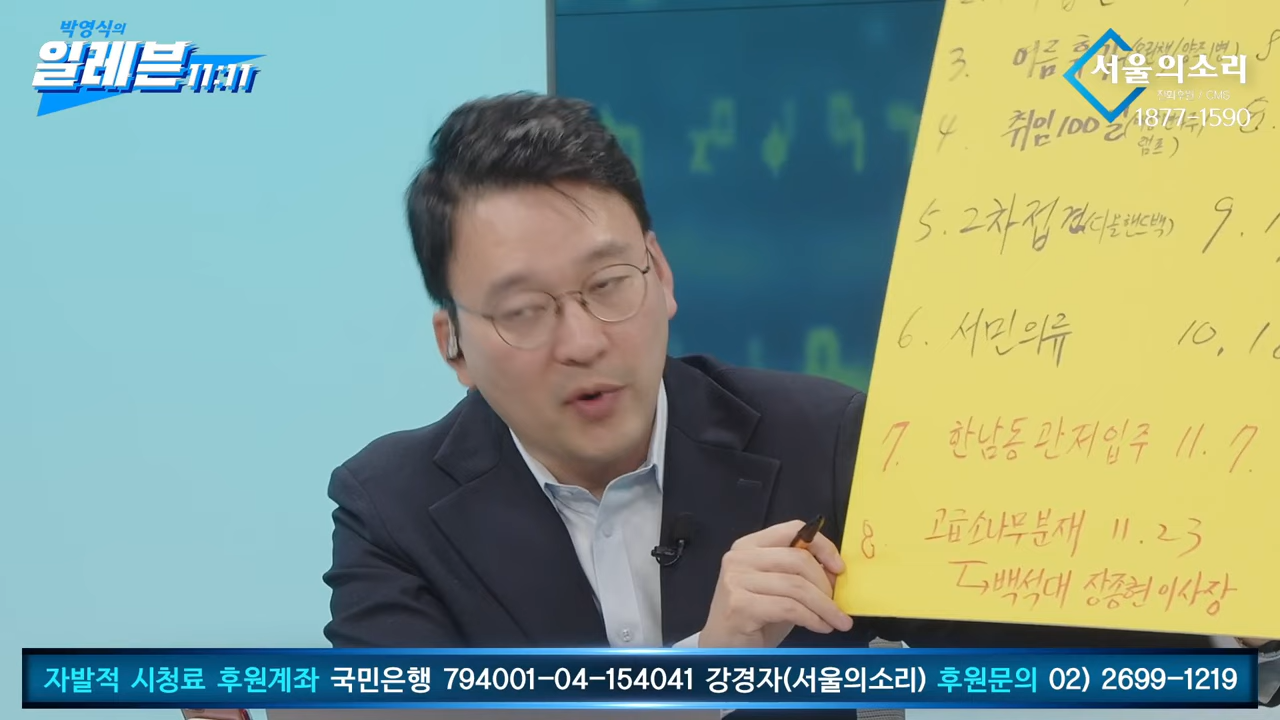 박영식의
일레븐 11:11
서울의소리
1877-1590
3. 여름휴가
4. 취임100일
5. 2차접견(디올핸드백) 9.
6. 서민의류 10.
7. 한남동관저입주 11. 7.
8. 고급소나무분재 11. 23
↳백석대 장종현이사장
자발적 시청료 후원계좌 국민은행 794001-04-154041 강경자(서울의소리) 후원문의 02) 2699-1219